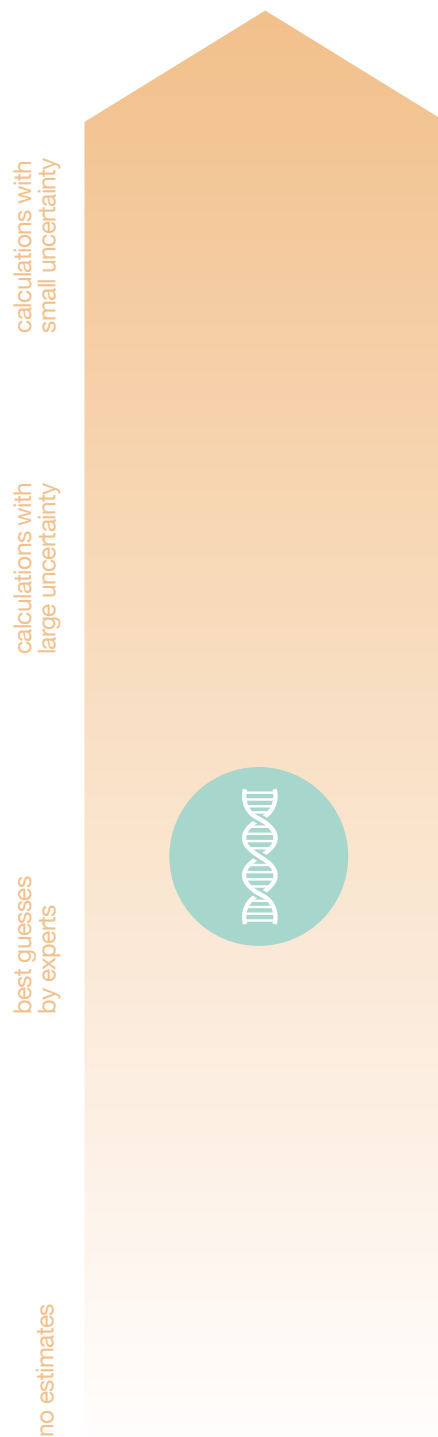 calculations with
small uncertainty
calculations with
large uncertainty
best guesses
by experts
no estimates